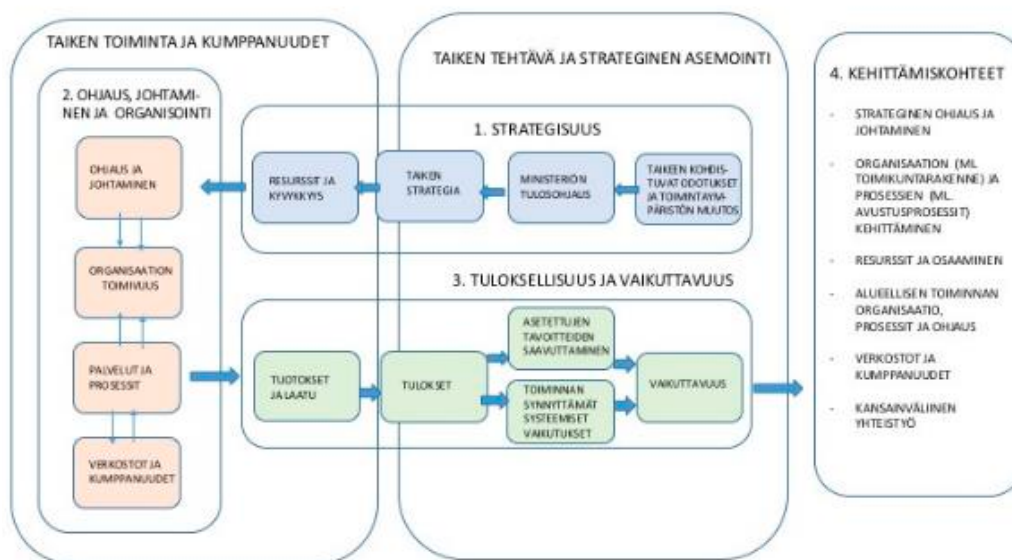 TAIKEN TOIMINTA JA KUMPPANUUDET
TAIKEN TEHTÄVÄ JA STRATEGINEN ASEMOINTI
2. OHJAUS, JOHTAMI-
NEN JA ORGANISOINTI
OHJAUS JA
JOHTAMINEN
ORGANISAATION
TOIMIVUUS
PALVELUT JA
PROSESSIT
VERKOSTOT JA
KUMPPANUUDET
1. STRATEGISUUS
RESURSSIT JA
KYVYKKYYS
TAIKEN
STRATEGIA
MINISTERIÖN
TULOSOHJAUS
TAIKEEN KOHDIS-
TUVAT ODOTUKSET
JA TOIMINTAYM-
PÄRISTÖN MUUTOS
3. TULOKSELLISUUS JA VAIKUTTAVUUS
TUOTOKSET
JA LAATU
TULOKSET
ASETETTUJEN
TAVOITTEIDEN
SAAVUTTAMINEN
TOIMINNAN
SYNNYTTÄMÄT
SYSTEEMISET
VAIKUTUKSET
VAIKUTTAVUUS
4. KEHITTÄMISKOHTEET
- STRATEGINEN OHJAUS JA
JOHTAMINEN
- ORGANISAATION (ML
TOIMIKUNTARAKENNE) JA
PROSESSIEN (ML.
AVUSTUSPROSESSIT)
KEHITTÄMINEN
- RESURSSIT JA OSAAMINEN
- ALUEELLISEN TOIMINNAN
ORGANISAATIO,
PROSESSIT JA OHJAUS
- VERKOSTOT JA
KUMPPANUUDET
- KANSAINVÄLINEN
YHTEISTYÖ